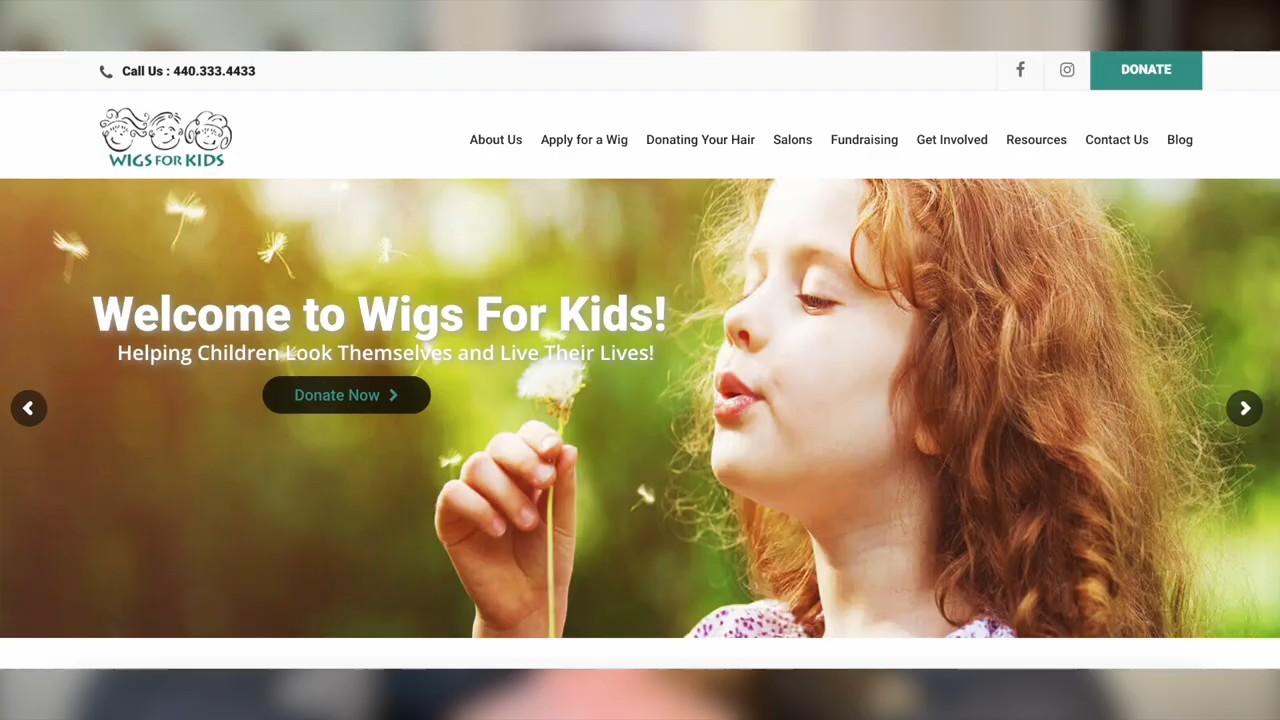 Call Us : 440.333.4433
DONATE
WIGS FOR KIDS
About Us Apply for a Wig Donating Your Hair Salons Fundraising Get Involved Resources Contact Us Blog
Welcome to Wigs For Kids!
Helping Children Look Themselves and Live Their Lives!
Donate Now